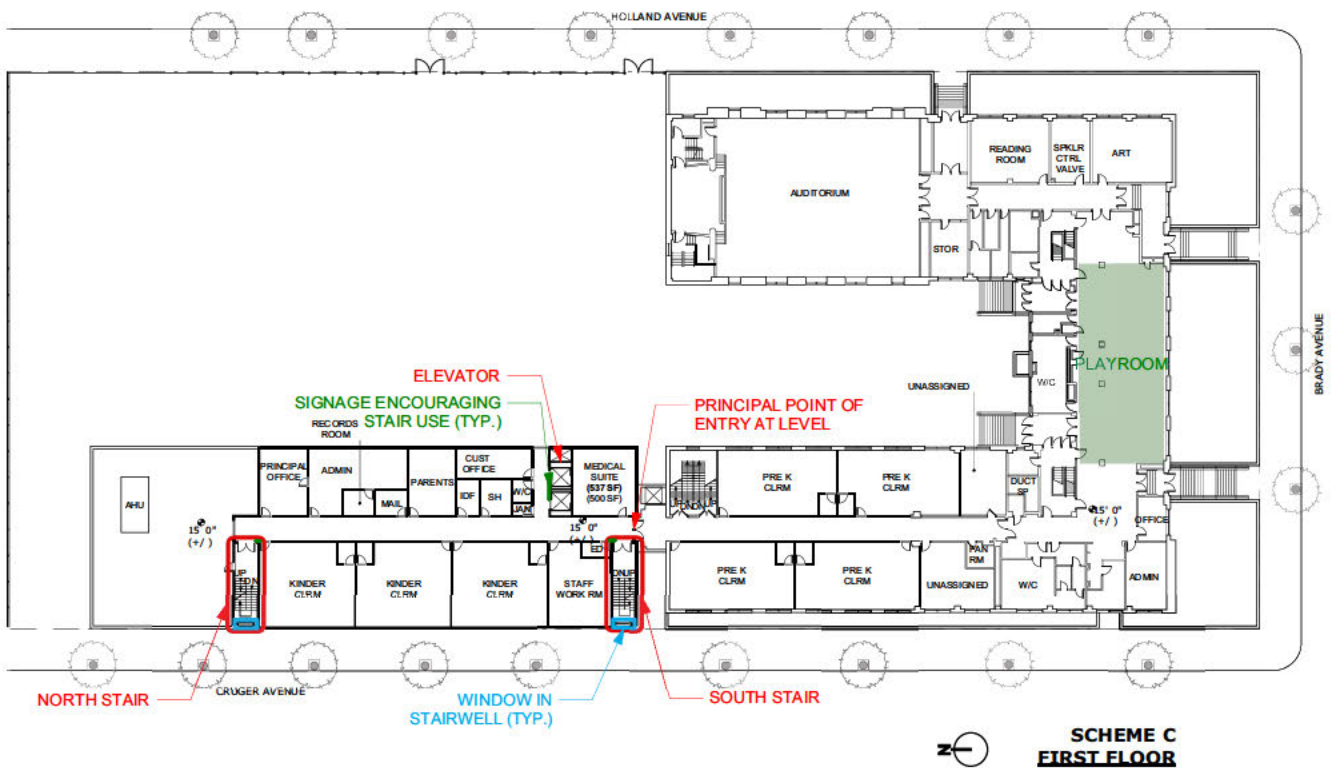 HOLLAND AVENUE
READING
ROOM
SPKLR
CTRL
VALVE
ART
AUDITORIUM
STOR
BRADY AVENUE
PLAYROOM
W/C
UNASSIGNED
ELEVATOR
SIGNAGE ENCOURAGING
STAIR USE (TYP.)
PRINCIPAL POINT OF
ENTRY AT LEVEL
RECORDS
ROOM
PRINCIPAL
OFFICE
ADMIN
MAIL
PARENTS
CUST
OFFICE
IDF
SH
W/C
JAN
MEDICAL
SUITE
(537 SF)
(500 SF)
PRE K
CLRM
PRE K
CLRM
DUCT
SP
AHU
15' 0"
(+/ )
15' 0"
(+/ )
15' 0"
(+/ )
OFFICE
UP
DN
KINDER
CLRM
KINDER
CLRM
KINDER
CLRM
STAFF
WORK RM
ED
DN
UP
PRE K
CLRM
PRE K
CLRM
PAN
RM
UNASSIGNED
W/C
ADMIN
NORTH STAIR
CRUGER AVENUE
WINDOW IN
STAIRWELL (TYP.)
SOUTH STAIR
N
SCHEME C
FIRST FLOOR